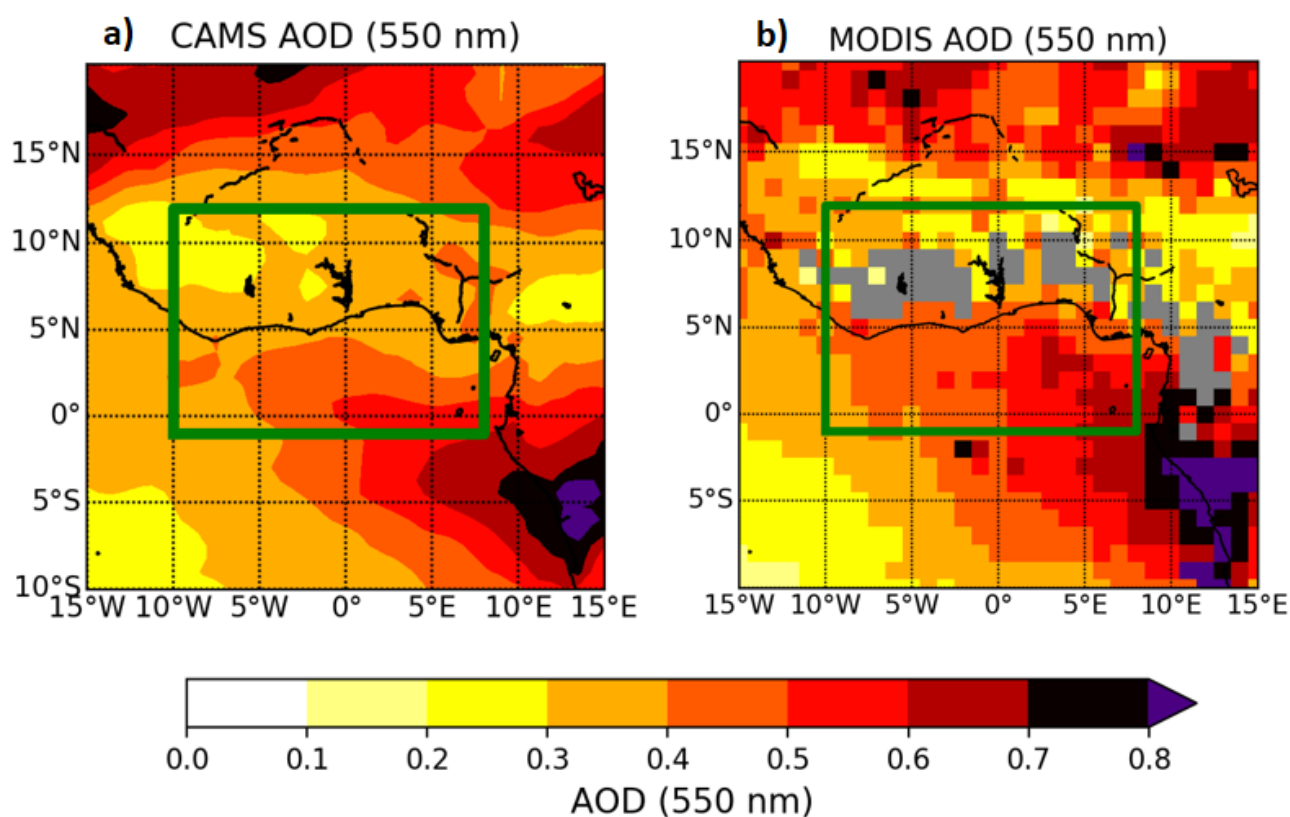 a) CAMS AOD (550 nm)
b) MODIS AOD (550 nm)
15°N
10°N
5°N
0°
5°S
10°S
15°W 10°W 5°W 0° 5°E 10°E 15°E
15°N
10°N
5°N
0°
5°S
15°W 10°W 5°W 0° 5°E 10°E 15°E
0.0 0.1 0.2 0.3 0.4 0.5 0.6 0.7 0.8
AOD (550 nm)